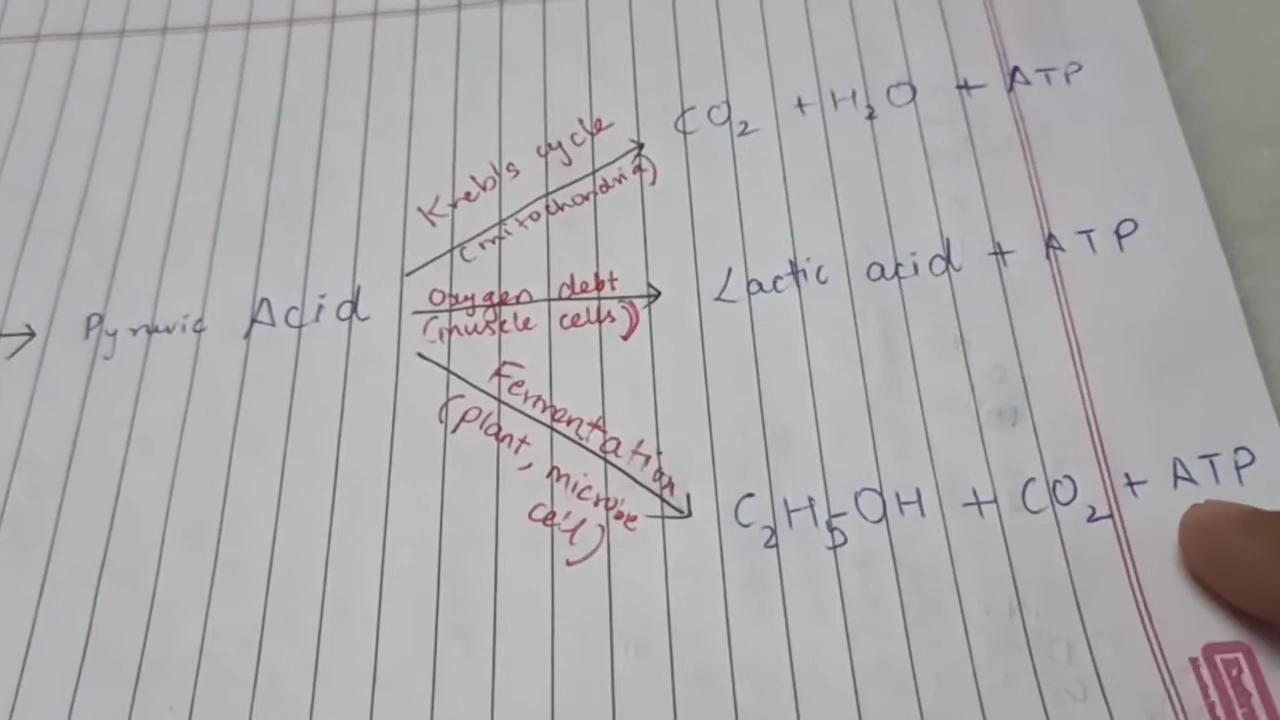 Krebs cycle
(mitochondria)
CO₂ + H₂O + ATP
→ Pyruvic Acid
Oxygen debt
(muscle cells)
Lactic acid + ATP
Fermentation
(plant, microbe
cell)
C₂H₅OH + CO₂ + ATP